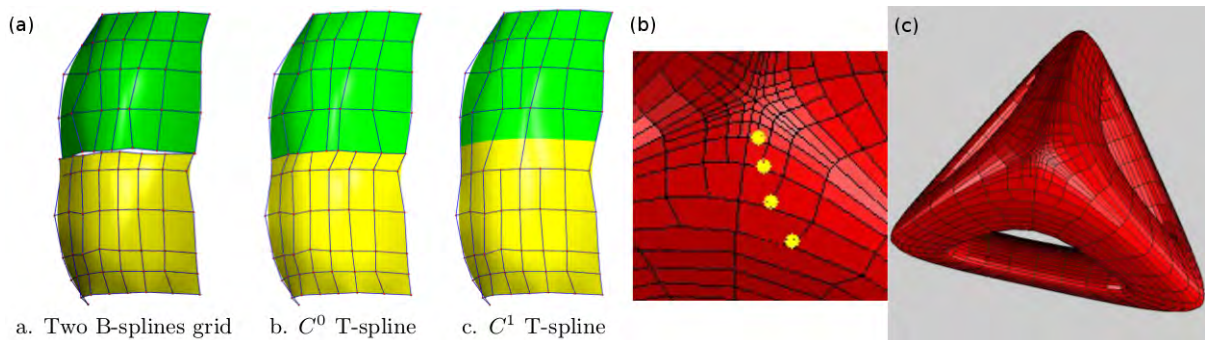 (a)
(b)
(c)
a. Two B-splines grid
b. C⁰ T-spline
c. C¹ T-spline